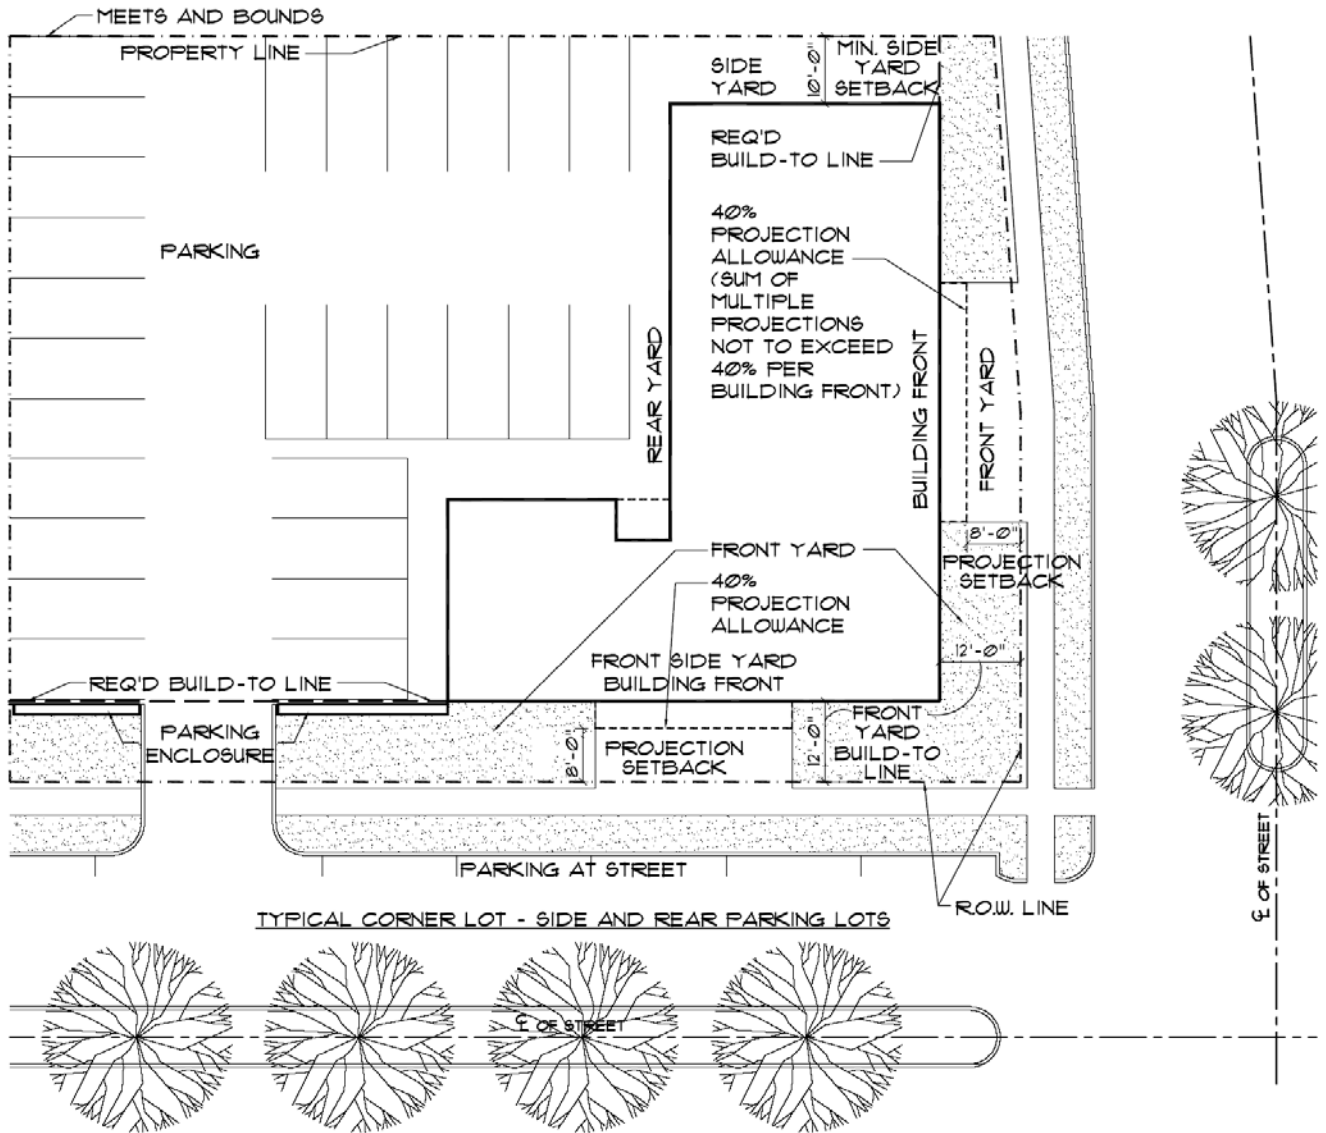 MEETS AND BOUNDS
PROPERTY LINE
SIDE
YARD
10'-0"
MIN. SIDE
YARD
SETBACK
REQ'D
BUILD-TO LINE
40%
PROJECTION
ALLOWANCE
(SUM OF
MULTIPLE
PROJECTIONS
NOT TO EXCEED
40% PER
BUILDING FRONT)
PARKING
REAR YARD
BUILDING FRONT
FRONT YARD
8'-0"
PROJECTION
SETBACK
FRONT YARD
40%
PROJECTION
ALLOWANCE
12'-0"
FRONT SIDE YARD
BUILDING FRONT
REQ'D BUILD-TO LINE
PARKING
ENCLOSURE
8'-0"
PROJECTION
SETBACK
12'-0"
FRONT
YARD
BUILD-TO
LINE
PARKING AT STREET
R.O.W. LINE
℄ OF STREET
TYPICAL CORNER LOT - SIDE AND REAR PARKING LOTS
℄ OF STREET